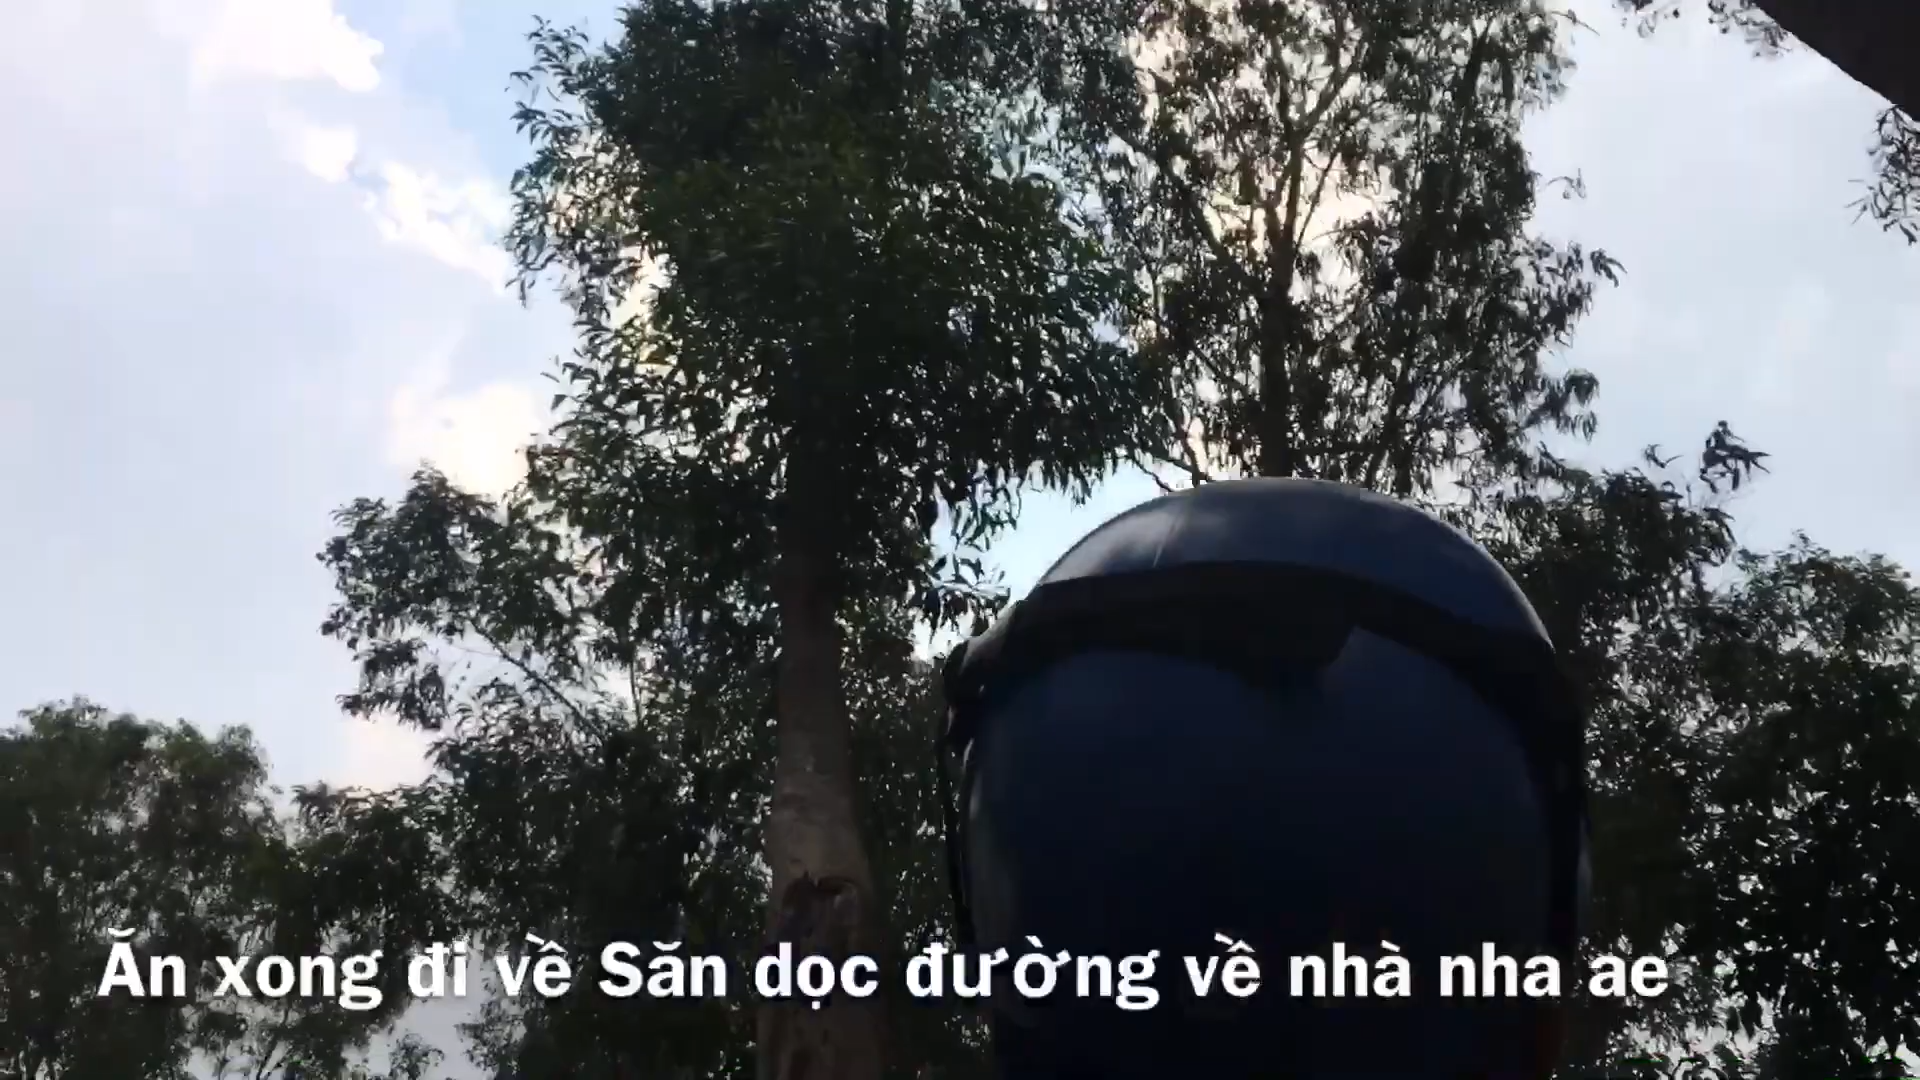 Ăn xong đi về Săn dọc đường về nhà nha ae